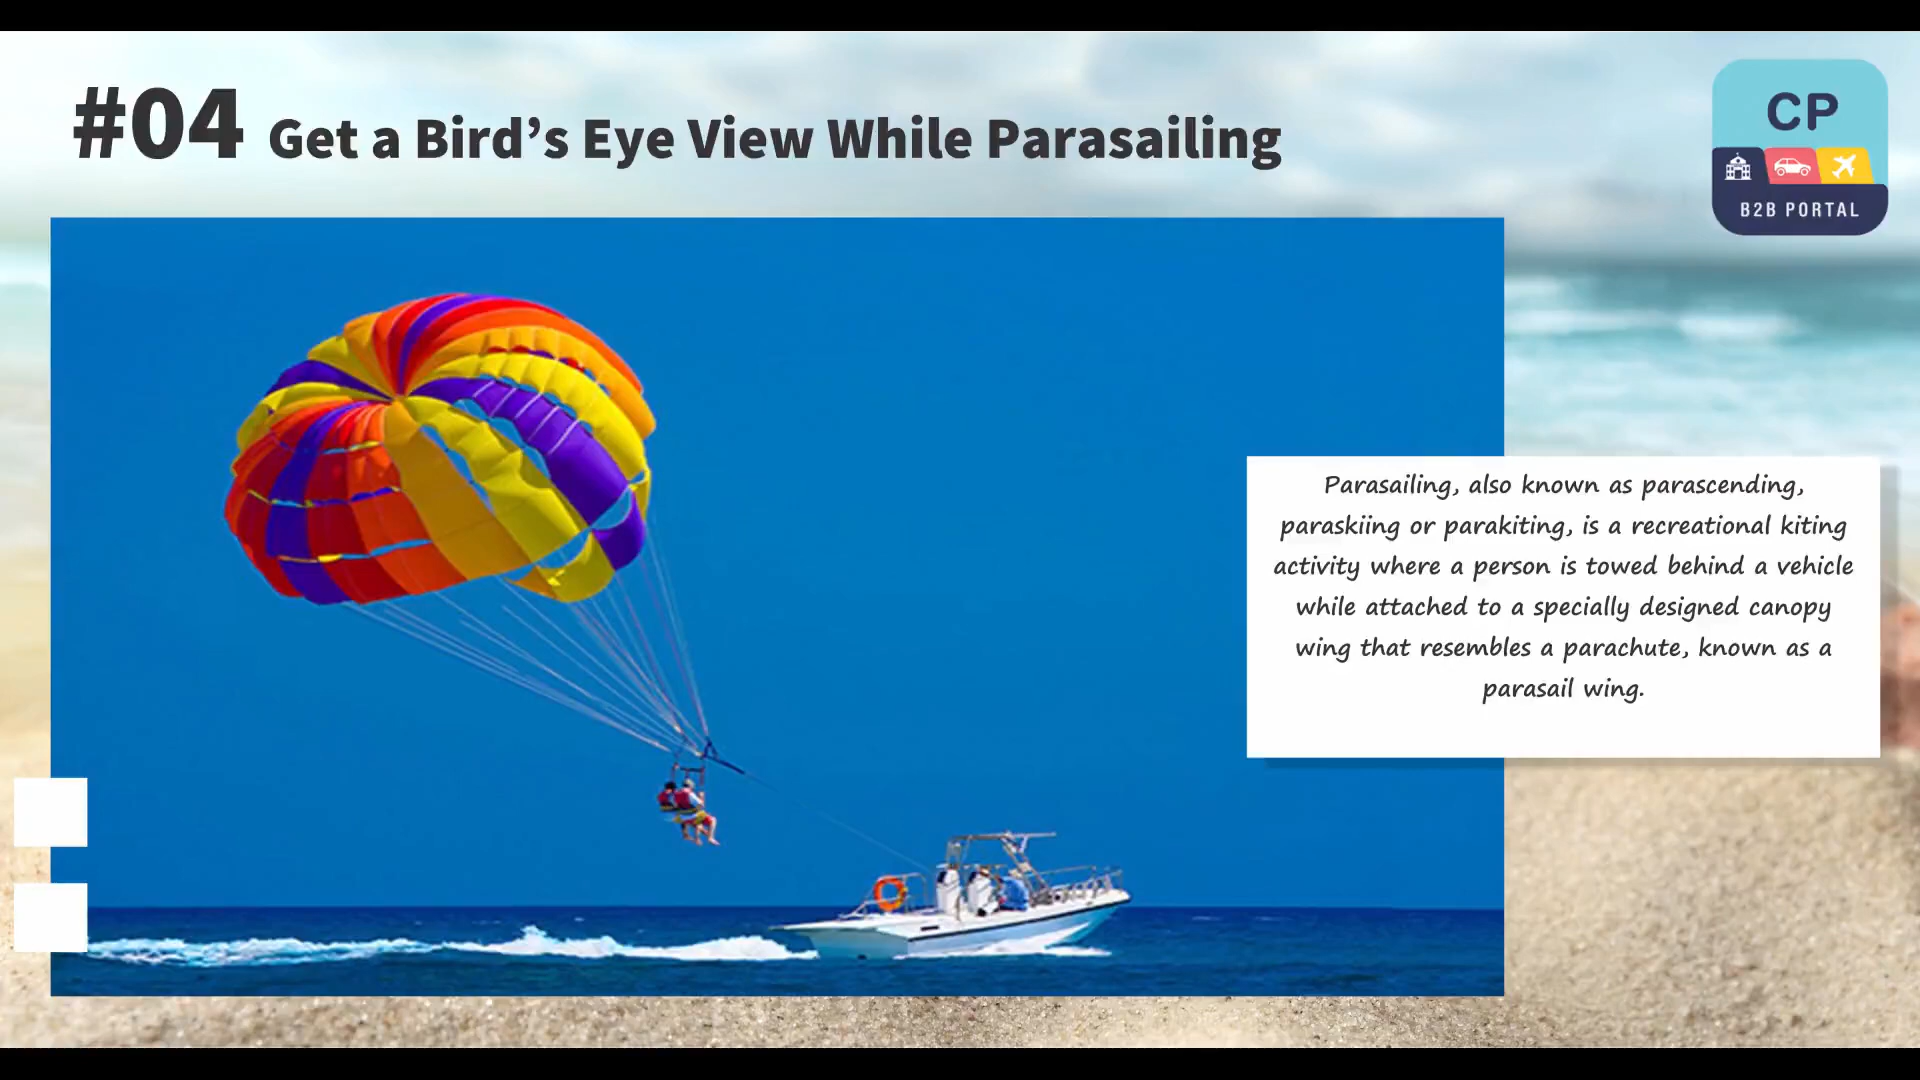 #04 Get a Bird’s Eye View While Parasailing
CP
B2B PORTAL
Parasailing, also known as parascending,
paraskiing or parakiting, is a recreational kiting
activity where a person is towed behind a vehicle
while attached to a specially designed canopy
wing that resembles a parachute, known as a
parasail wing.